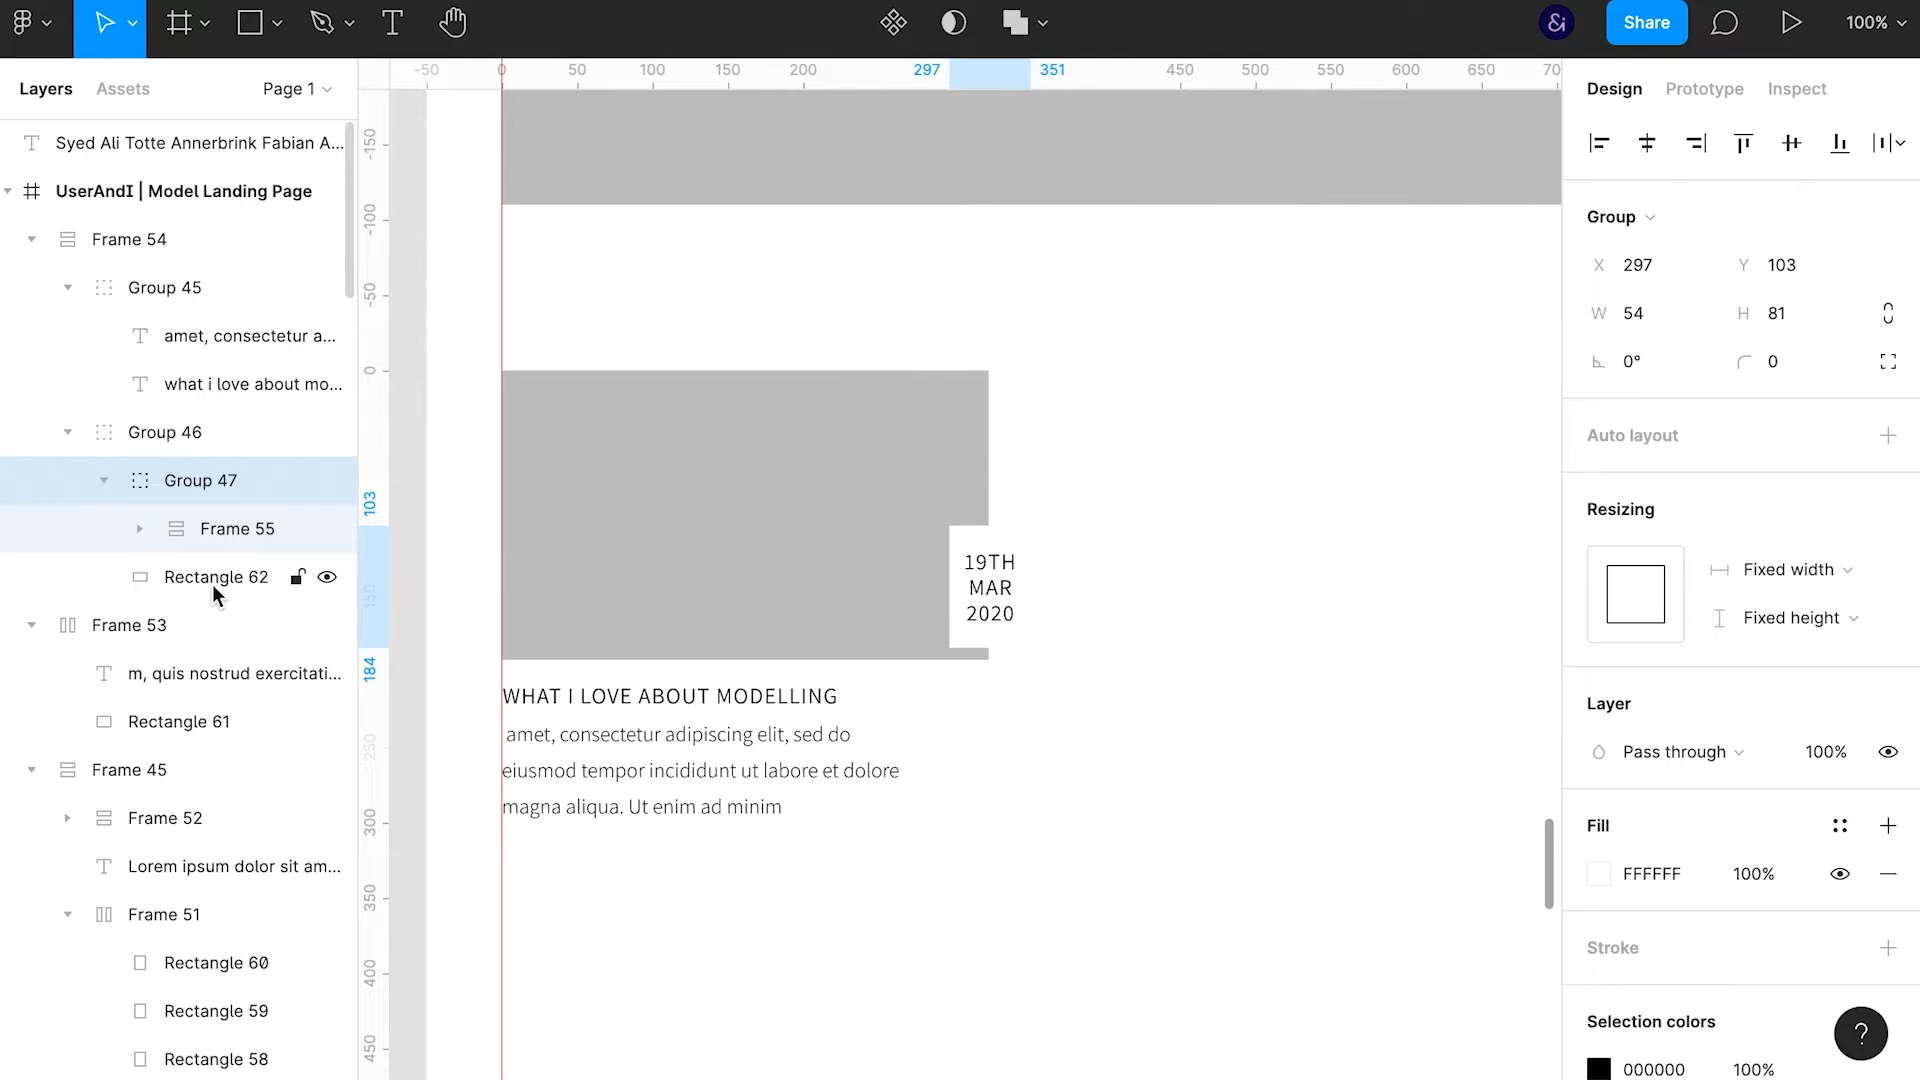 &i
Share
100%
Layers
Assets
Page 1
-50
0
50
100
150
200
297
351
450
500
550
600
650
70
Design
Prototype
Inspect
Syed Ali Totte Annerbrink Fabian A...
UserAndI | Model Landing Page
Frame 54
Group 45
amet, consectetur a...
what i love about mo...
Group 46
Group 47
Frame 55
Rectangle 62
Frame 53
m, quis nostrud exercitati...
Rectangle 61
Frame 45
Frame 52
Lorem ipsum dolor sit am...
Frame 51
Rectangle 60
Rectangle 59
Rectangle 58
-150
-100
-50
0
103
150
184
250
300
350
400
450
19TH
MAR
2020
WHAT I LOVE ABOUT MODELLING
amet, consectetur adipiscing elit, sed do
eiusmod tempor incididunt ut labore et dolore
magna aliqua. Ut enim ad minim
Group
X 297 Y 103
W 54 H 81
0° 0
Auto layout
Resizing
Fixed width
Fixed height
Layer
Pass through 100%
Fill
FFFFFF 100%
Stroke
Selection colors
000000 100%
?